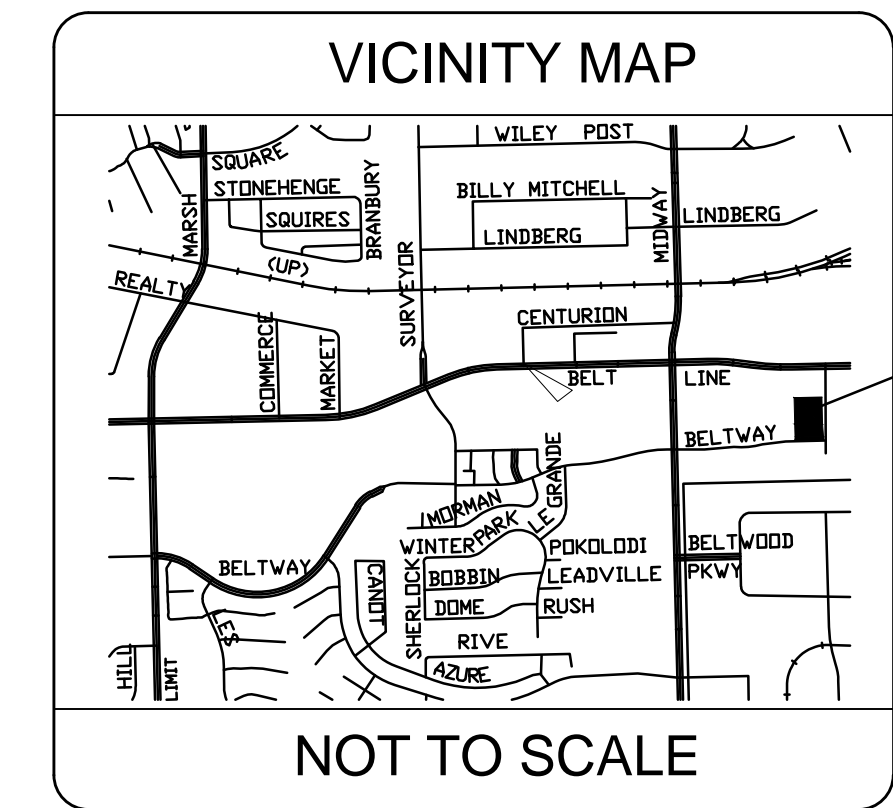 VICINITY MAP
WILEY POST
SQUARE
STONEHENGE
SQUIRES
BRANBURY
MARSH
(UP)
BILLY MITCHELL
LINDBERG
MIDWAY
LINDBERG
SURVEYOR
REALTY
COMMERCE
MARKET
CENTURION
BELT LINE
BELTWAY
LE GRANDE
MORMAN
WINTER PARK
BELTWAY
CANOT
SHERLOCK
POKOLODI
BOBBIN
LEADVILLE
DOME
RUSH
BELTWOOD
PKWY
LES
RIVE
AZURE
HILL
LIMIT
NOT TO SCALE